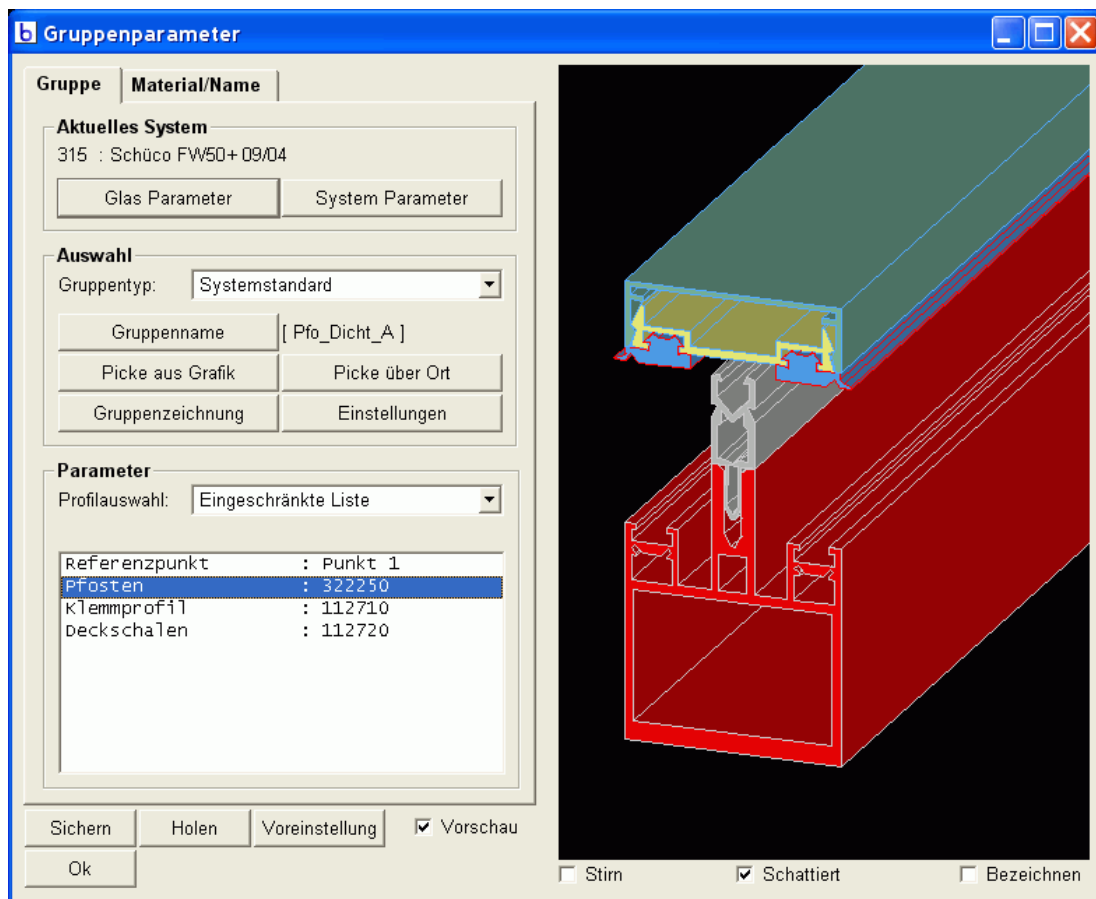 b Gruppenparameter
Gruppe Material/Name
Aktuelles System
315 : Schüco FW50+ 09/04
Glas Parameter System Parameter
Auswahl
Gruppentyp: Systemstandard
Gruppenname [ Pfo_Dicht_A ]
Picke aus Grafik Picke über Ort
Gruppenzeichnung Einstellungen
Parameter
Profilauswahl: Eingeschränkte Liste
Referenzpunkt : Punkt 1
Pfosten : 322250
Klemmprofil : 112710
Deckschalen : 112720
Sichern Holen Voreinstellung Vorschau
Ok
Stirn Schattiert Bezeichnen